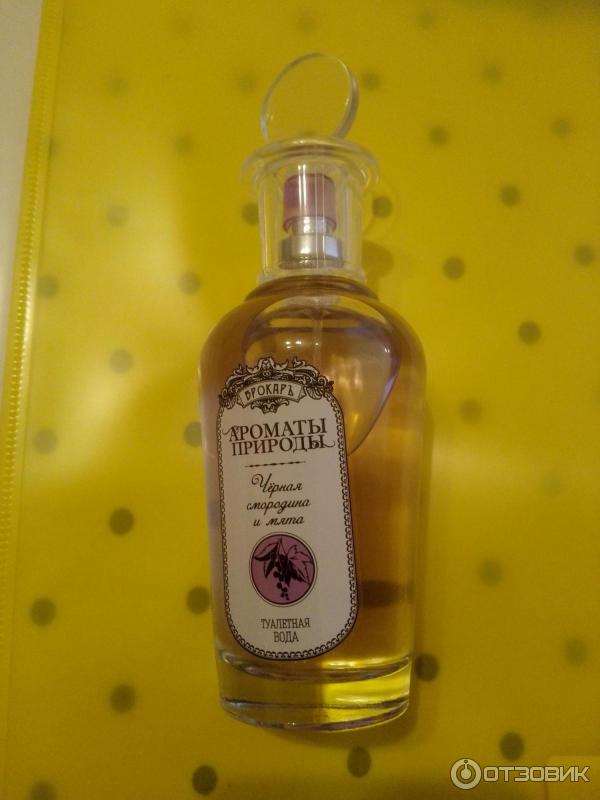 БРОКАРЪ
АРОМАТЫ
ПРИРОДЫ
Чёрная
смородина
и мята
ТУАЛЕТНАЯ
ВОДА
ОТЗОВИК